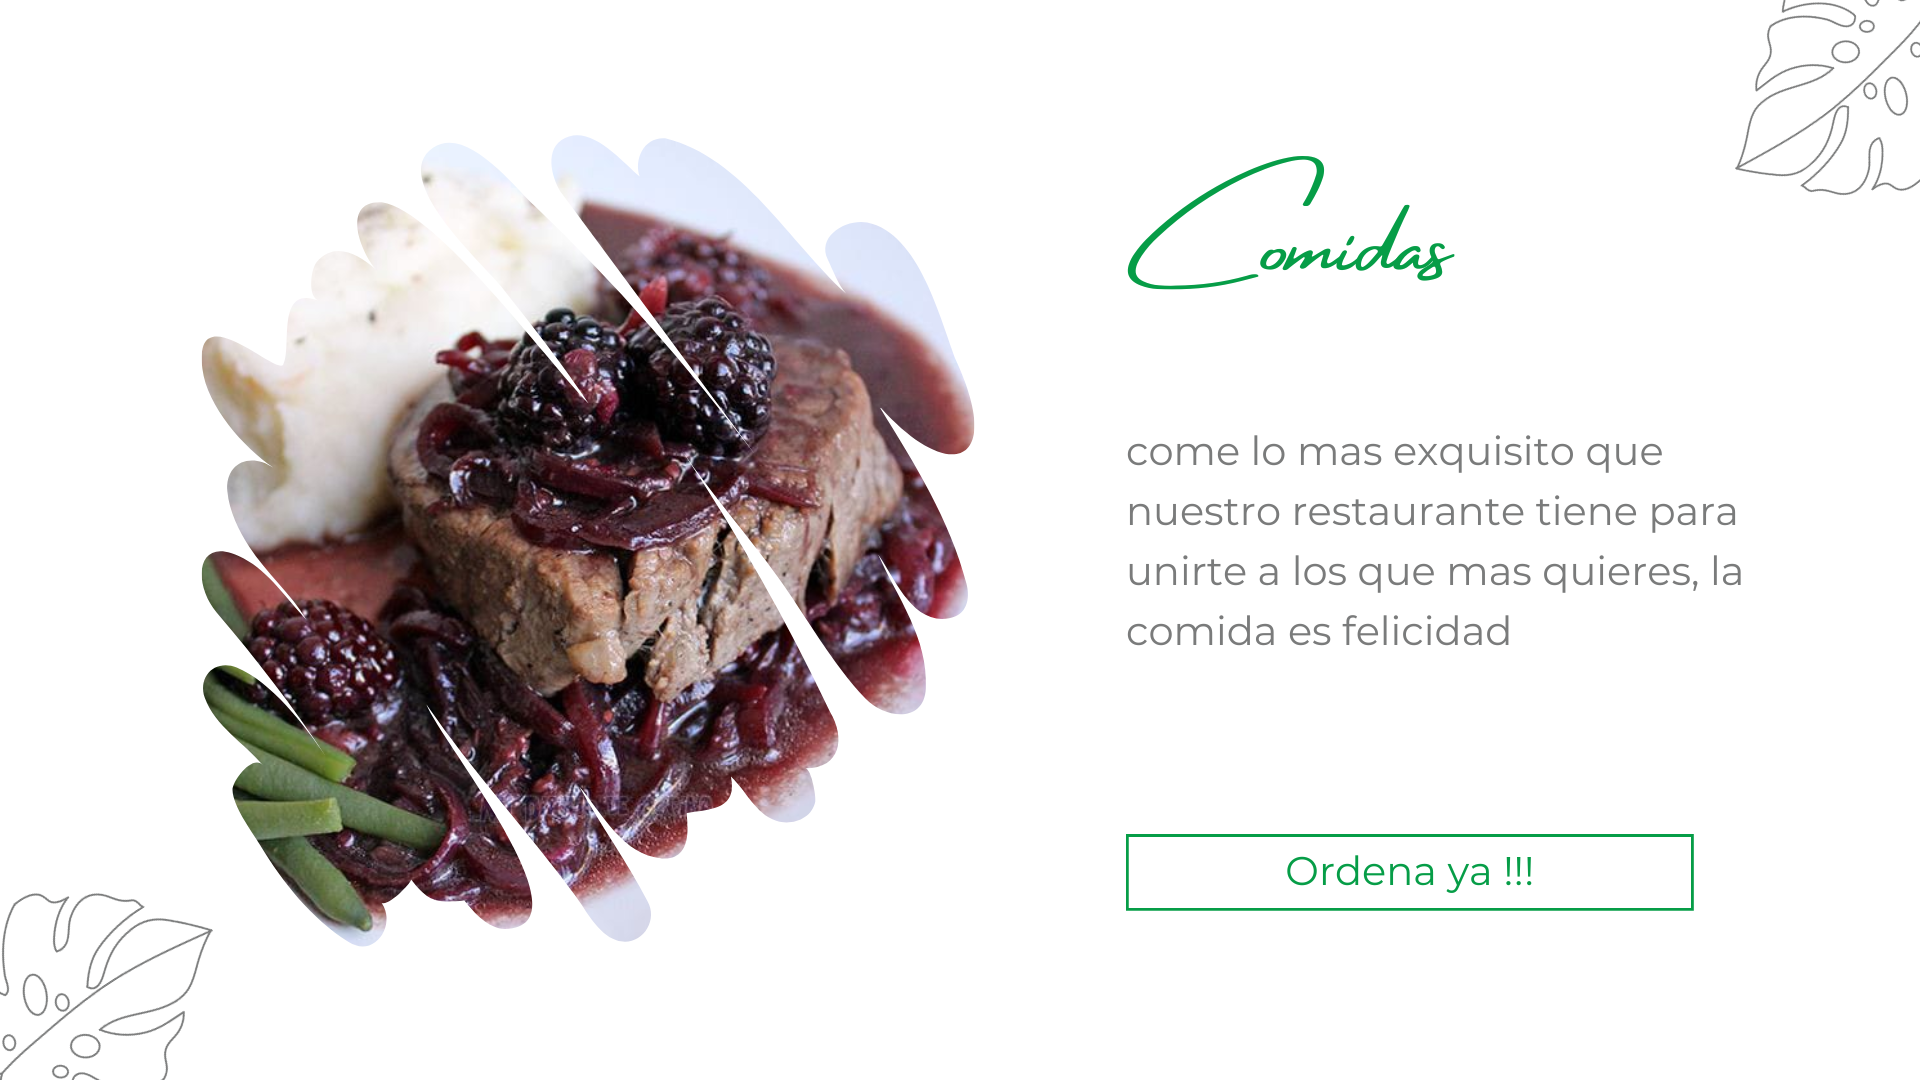 Comidas
come lo mas exquisito que
nuestro restaurante tiene para
unirte a los que mas quieres, la
comida es felicidad
Ordena ya !!!